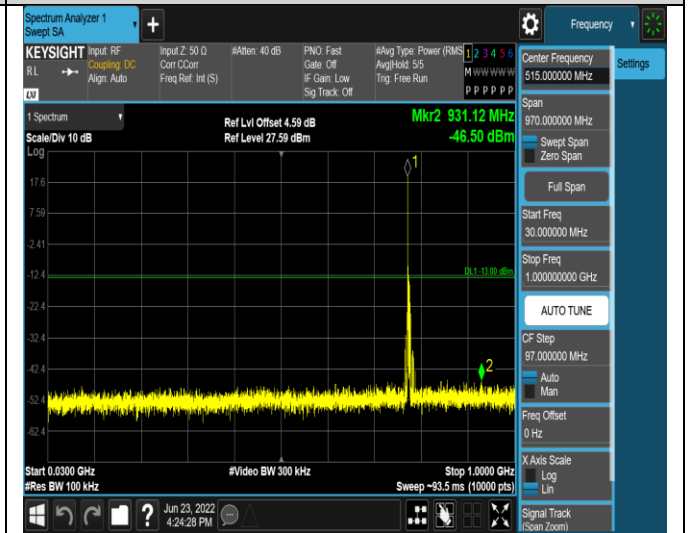 Spectrum Analyzer 1
Swept SA
+
Frequency
KEYSIGHT
R L
LXI
Input: RF
Coupling: DC
Align: Auto
Input Z: 50 Ω
Corr CCorr
Freq Ref: Int (S)
#Atten: 40 dB
PNO: Fast
Gate: Off
IF Gain: Low
Sig Track: Off
#Avg Type: Power (RMS
Avg|Hold: 5/5
Trig: Free Run
1 2 3 4 5 6
M W W W W W
P P P P P P
Center Frequency
515.000000 MHz
Settings
Span
970.000000 MHz
Swept Span
Zero Span
Full Span
Start Freq
30.000000 MHz
Stop Freq
1.000000000 GHz
AUTO TUNE
CF Step
97.000000 MHz
Auto
Man
Freq Offset
0 Hz
X Axis Scale
Log
Lin
Signal Track
(Span Zoom)
1 Spectrum
Scale/Div 10 dB
Log
Ref Lvl Offset 4.59 dB
Ref Level 27.59 dBm
Mkr2 931.12 MHz
-46.50 dBm
1
17.6
7.59
-2.41
-12.4
DL1 -13.00 dBm
-22.4
-32.4
-42.4
2
-52.4
-62.4
Start 0.0300 GHz
#Res BW 100 kHz
#Video BW 300 kHz
Stop 1.0000 GHz
Sweep ~93.5 ms (10000 pts)
?
Jun 23, 2022
4:24:28 PM